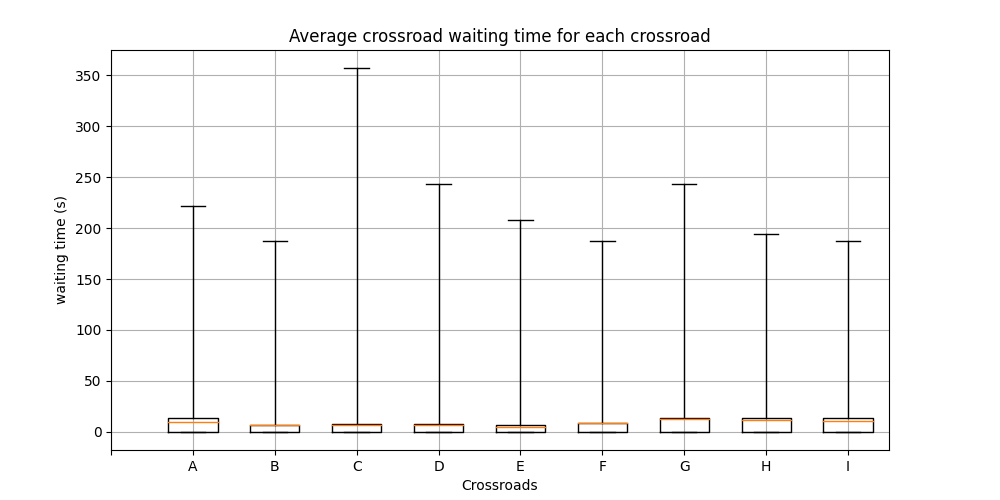 Average crossroad waiting time for each crossroad
waiting time (s)
350
300
250
200
150
100
50
0
A B C D E F G H I
Crossroads